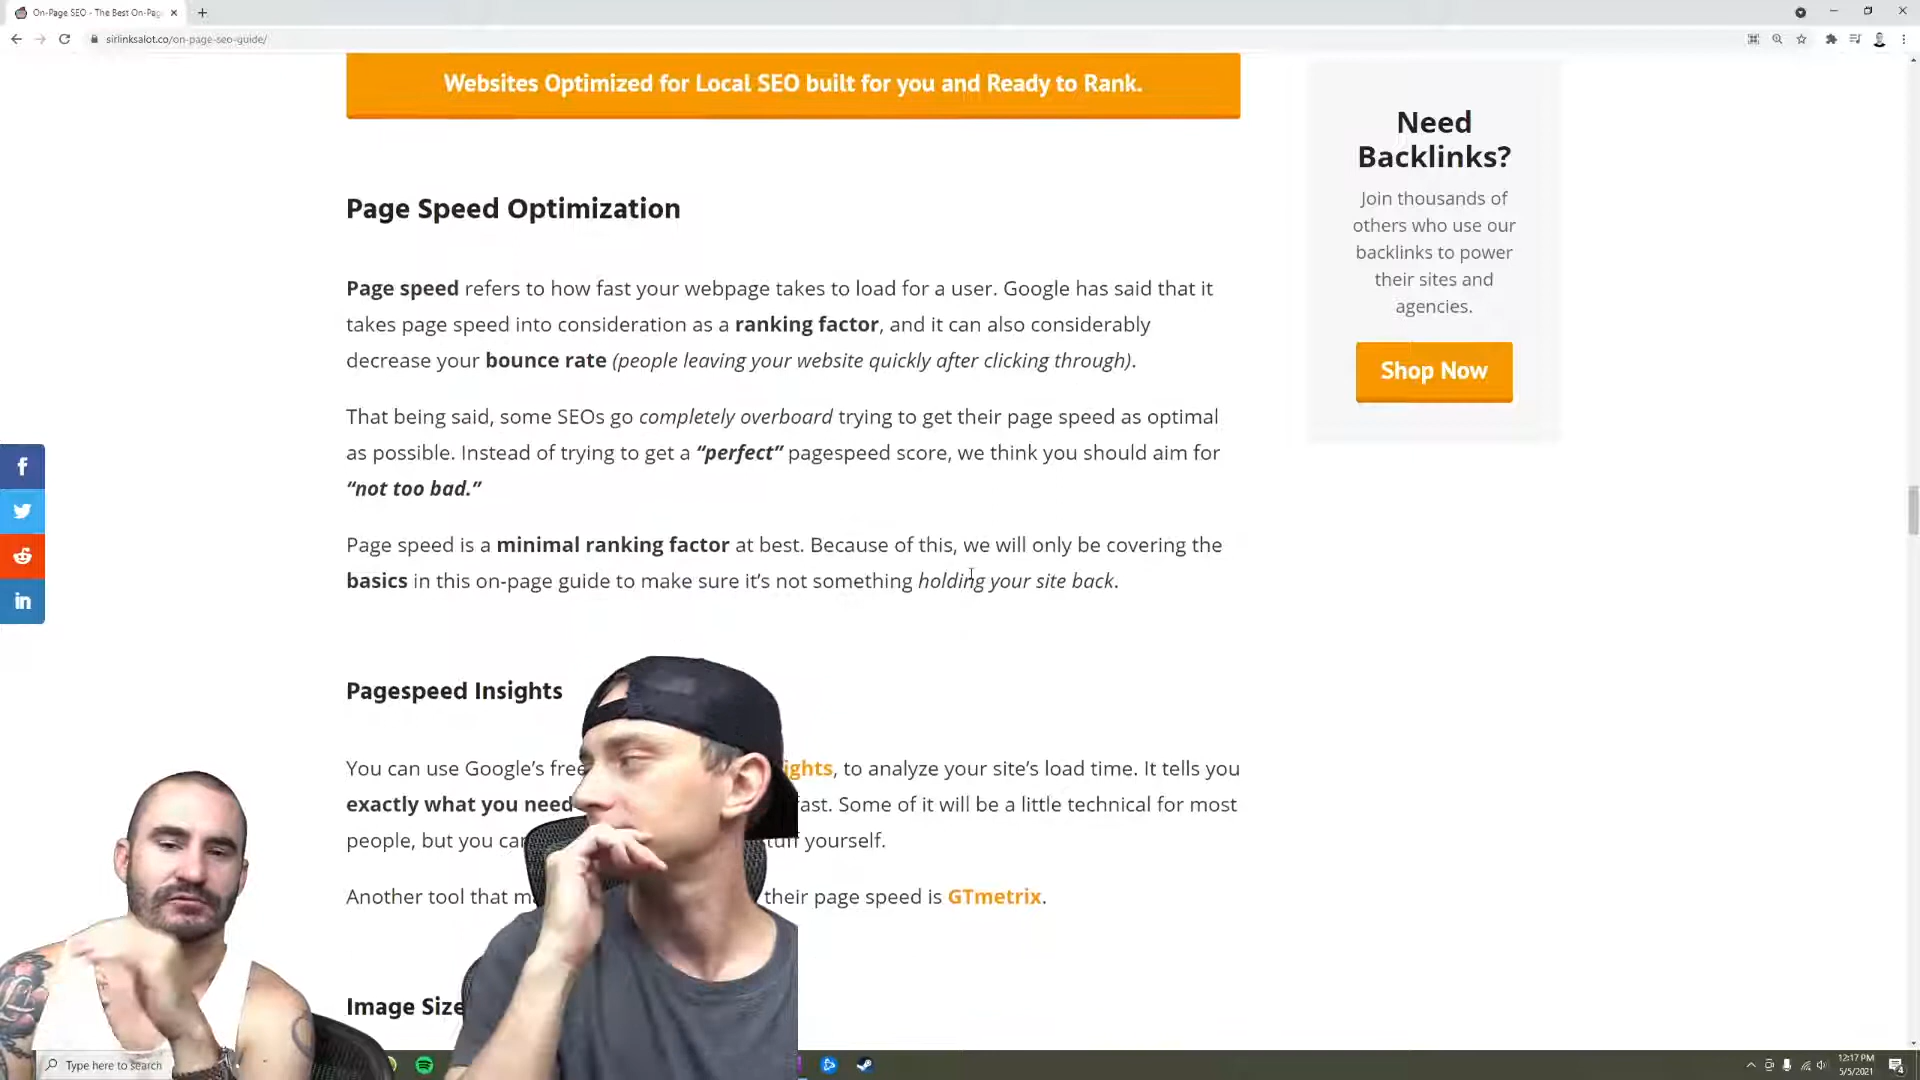 On-Page SEO - The Best On-Pag
sirlinksalot.co/on-page-seo-guide/
Websites Optimized for Local SEO built for you and Ready to Rank.
Need
Backlinks?
Join thousands of
others who use our
backlinks to power
their sites and
agencies.
Shop Now
Page Speed Optimization
Page speed refers to how fast your webpage takes to load for a user. Google has said that it
takes page speed into consideration as a ranking factor, and it can also considerably
decrease your bounce rate (people leaving your website quickly after clicking through).
That being said, some SEOs go completely overboard trying to get their page speed as optimal
as possible. Instead of trying to get a “perfect” pagespeed score, we think you should aim for
“not too bad.”
Page speed is a minimal ranking factor at best. Because of this, we will only be covering the
basics in this on-page guide to make sure it’s not something holding your site back.
Pagespeed Insights
You can use Google’s free ights, to analyze your site’s load time. It tells you
exactly what you need fast. Some of it will be a little technical for most
people, but you can stuff yourself.
Another tool that their page speed is GTmetrix.
Image Size
Type here to search
12:17 PM
5/5/2021